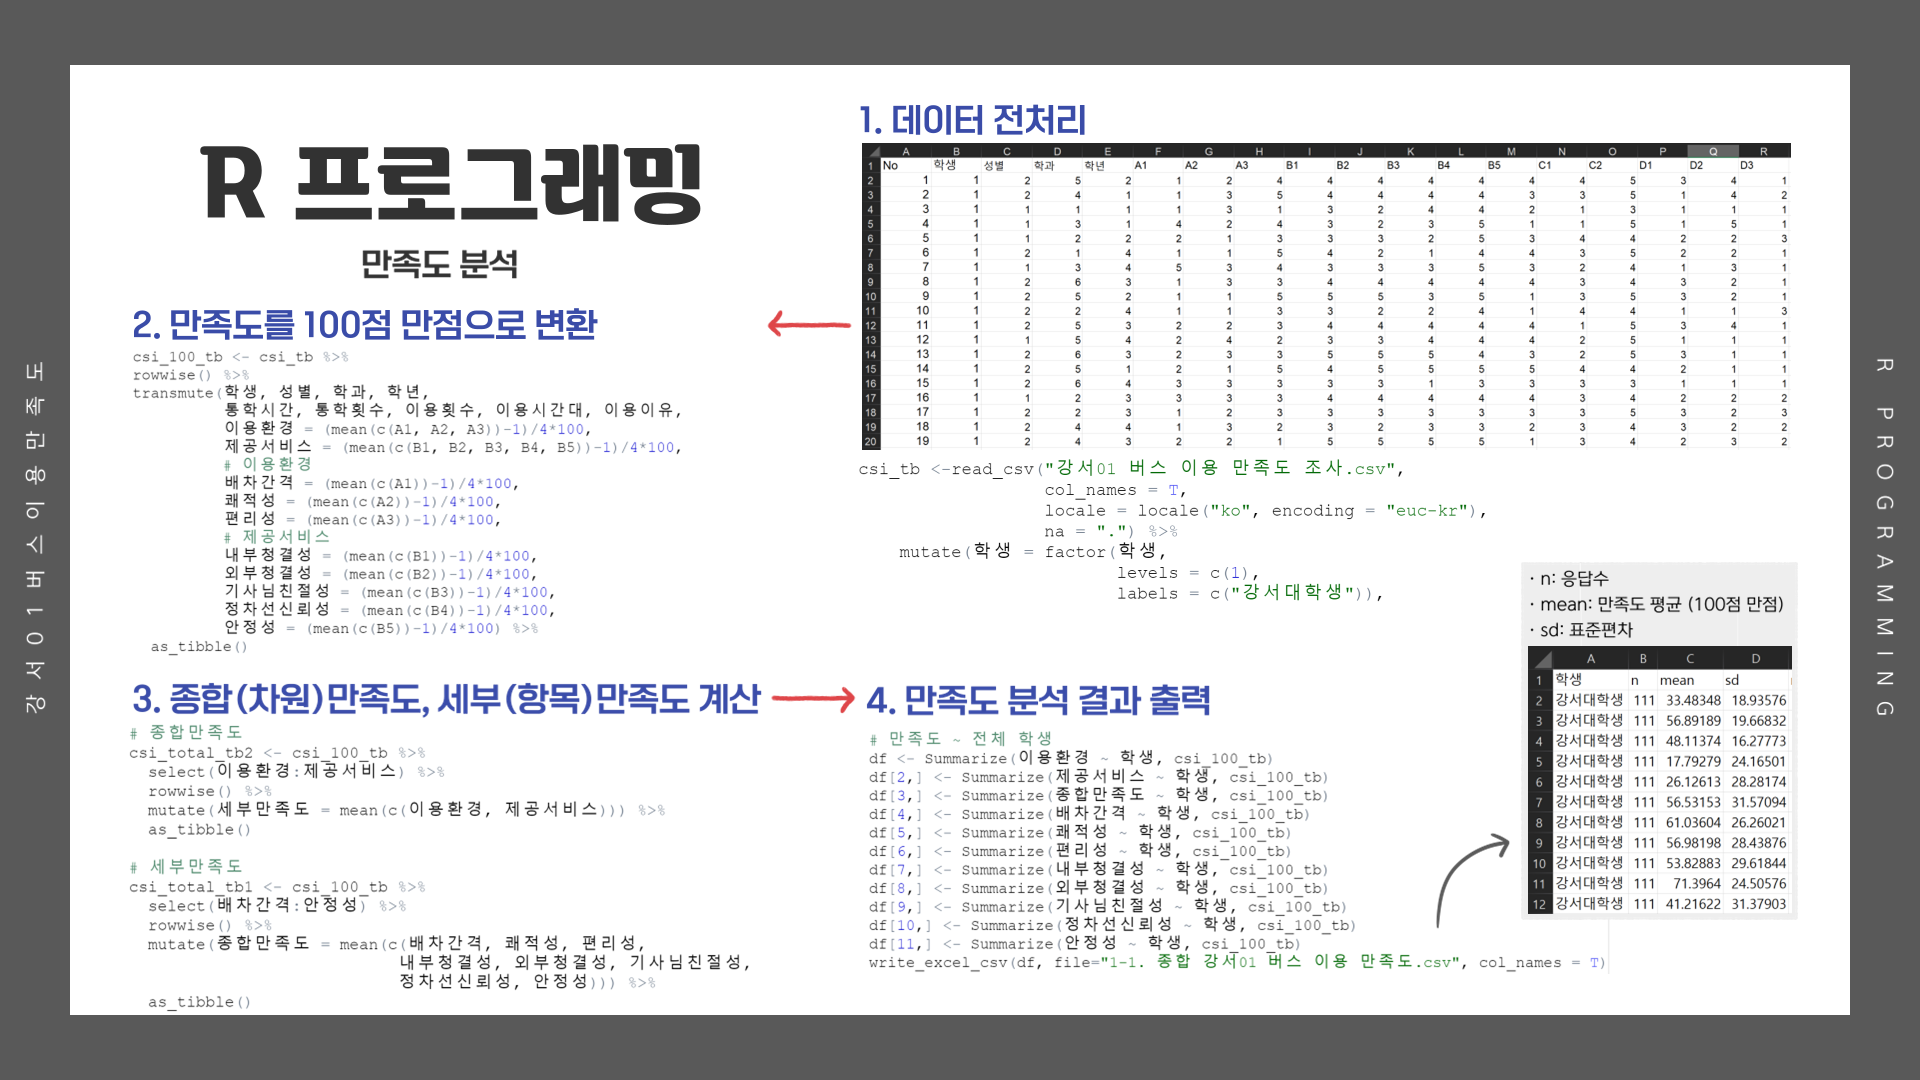 R 프로그래밍
만족도 분석
1. 데이터 전처리
A B C D E F G H I J K L M N O P Q R
1 No 학생 성별 학과 학년 A1 A2 A3 B1 B2 B3 B4 B5 C1 C2 D1 D2 D3
2 1 1 2 5 2 1 2 4 4 4 4 4 4 4 5 3 4 1
3 2 1 2 4 1 1 3 5 4 4 4 4 3 3 5 1 4 2
4 3 1 1 1 1 1 3 1 3 2 4 4 2 1 3 1 1 1
5 4 1 1 3 1 4 2 4 3 2 3 5 1 1 5 1 5 1
6 5 1 1 2 2 2 1 3 3 3 2 5 3 4 4 2 2 3
7 6 1 2 1 4 1 1 5 4 2 1 4 4 3 5 2 2 1
8 7 1 1 3 4 5 3 4 3 3 3 5 3 2 4 1 3 1
9 8 1 2 6 3 1 3 3 4 4 4 4 4 3 4 3 2 1
10 9 1 2 5 2 1 1 5 5 5 3 5 1 3 5 3 2 1
11 10 1 2 2 4 1 1 3 3 2 2 4 1 4 4 1 1 3
12 11 1 2 5 3 2 2 3 4 4 4 4 4 1 5 3 4 1
13 12 1 1 5 4 2 4 2 3 3 4 4 4 2 5 1 1 1
14 13 1 2 6 3 2 3 3 5 5 5 4 3 2 5 3 1 1
15 14 1 2 5 1 2 1 5 4 5 5 5 5 4 4 2 1 1
16 15 1 2 6 4 3 3 3 3 3 1 3 3 3 3 1 1 1
17 16 1 1 2 3 3 3 3 4 4 4 4 4 3 4 2 2 2
18 17 1 2 2 3 1 2 3 3 3 3 3 3 3 5 3 2 3
19 18 1 2 4 4 1 3 2 3 2 3 3 2 3 4 3 3 2
20 19 1 2 4 3 2 2 1 5 5 5 5 1 3 4 2 3 2
csi_tb <-read_csv("강서01 버스 이용 만족도 조사.csv",
col_names = T,
locale = locale("ko", encoding = "euc-kr"),
na = ".") %>%
mutate(학생 = factor(학생,
levels = c(1),
labels = c("강서대학생")),
2. 만족도를 100점 만점으로 변환
csi_100_tb <- csi_tb %>%
rowwise() %>%
transmute(학생, 성별, 학과, 학년,
통학시간, 통학횟수, 이용횟수, 이용시간대, 이용이유,
이용환경 = (mean(c(A1, A2, A3))-1)/4*100,
제공서비스 = (mean(c(B1, B2, B3, B4, B5))-1)/4*100,
# 이용환경
배차간격 = (mean(c(A1))-1)/4*100,
쾌적성 = (mean(c(A2))-1)/4*100,
편리성 = (mean(c(A3))-1)/4*100,
# 제공서비스
내부청결성 = (mean(c(B1))-1)/4*100,
외부청결성 = (mean(c(B2))-1)/4*100,
기사님친절성 = (mean(c(B3))-1)/4*100,
정차선신뢰성 = (mean(c(B4))-1)/4*100,
안정성 = (mean(c(B5))-1)/4*100) %>%
as_tibble()
3. 종합(차원)만족도, 세부(항목)만족도 계산
# 종합만족도
csi_total_tb2 <- csi_100_tb %>%
select(이용환경:제공서비스) %>%
rowwise() %>%
mutate(세부만족도 = mean(c(이용환경, 제공서비스))) %>%
as_tibble()
# 세부만족도
csi_total_tb1 <- csi_100_tb %>%
select(배차간격:안정성) %>%
rowwise() %>%
mutate(종합만족도 = mean(c(배차간격, 쾌적성, 편리성,
내부청결성, 외부청결성, 기사님친절성,
정차선신뢰성, 안정성))) %>%
as_tibble()
4. 만족도 분석 결과 출력
# 만족도 ~ 전체 학생
df <- Summarize(이용환경 ~ 학생, csi_100_tb)
df[2,] <- Summarize(제공서비스 ~ 학생, csi_100_tb)
df[3,] <- Summarize(종합만족도 ~ 학생, csi_100_tb)
df[4,] <- Summarize(배차간격 ~ 학생, csi_100_tb)
df[5,] <- Summarize(쾌적성 ~ 학생, csi_100_tb)
df[6,] <- Summarize(편리성 ~ 학생, csi_100_tb)
df[7,] <- Summarize(내부청결성 ~ 학생, csi_100_tb)
df[8,] <- Summarize(외부청결성 ~ 학생, csi_100_tb)
df[9,] <- Summarize(기사님친절성 ~ 학생, csi_100_tb)
df[10,] <- Summarize(정차선신뢰성 ~ 학생, csi_100_tb)
df[11,] <- Summarize(안정성 ~ 학생, csi_100_tb)
write_excel_csv(df, file="1-1. 종합 강서01 버스 이용 만족도.csv", col_names = T)
· n: 응답수
· mean: 만족도 평균 (100점 만점)
· sd: 표준편차
A B C D
1 학생 n mean sd
2 강서대학생 111 33.48348 18.93576
3 강서대학생 111 56.89189 19.66832
4 강서대학생 111 48.11374 16.27773
5 강서대학생 111 17.79279 24.16501
6 강서대학생 111 26.12613 28.28174
7 강서대학생 111 56.53153 31.57094
8 강서대학생 111 61.03604 26.26021
9 강서대학생 111 56.98198 28.43876
10 강서대학생 111 53.82883 29.61844
11 강서대학생 111 71.3964 24.50576
12 강서대학생 111 41.21622 31.37903
강서01버스이용만족도
R PROGRAMMING